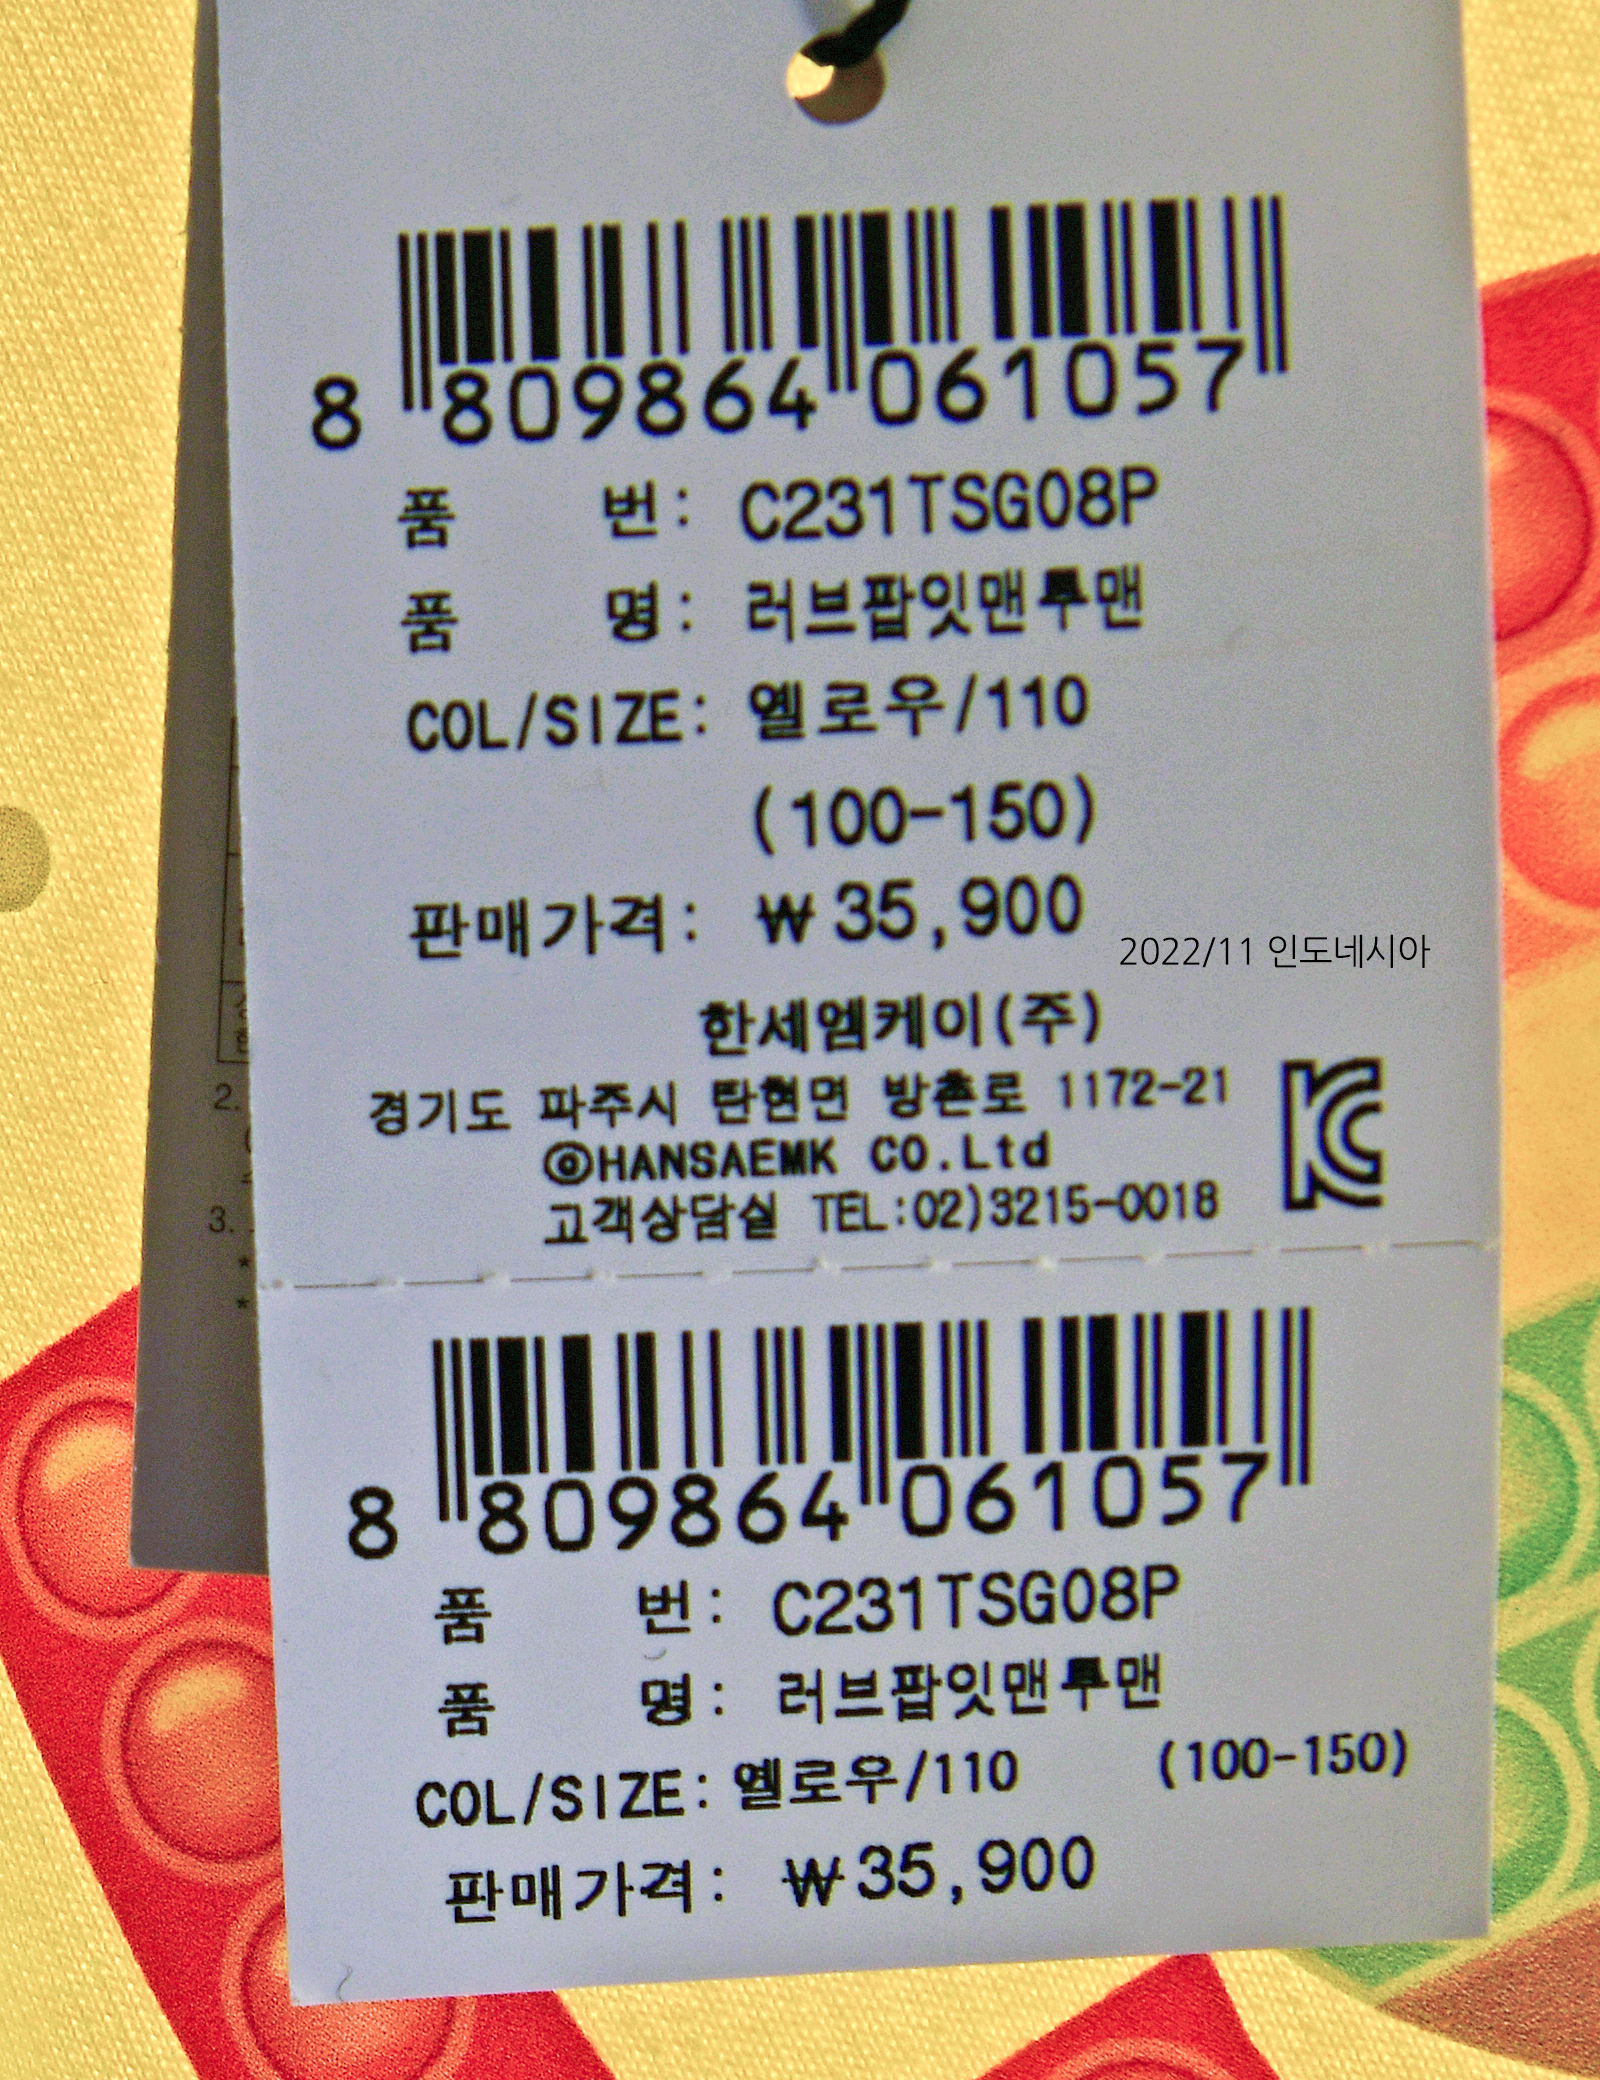 8 809864 061057
품 번: C231TSG08P
품 명: 러브팝잇맨투맨
COL/SIZE: 옐로우/110
(100-150)
판매가격: ₩35,900
2022/11 인도네시아
한세엠케이(주)
경기도 파주시 탄현면 방촌로 1172-21
ⓒHANSAEMK CO.Ltd
고객상담실 TEL:02)3215-0018
2.
3.
*
*
8 809864 061057
품 번: C231TSG08P
품 명: 러브팝잇맨투맨
COL/SIZE: 옐로우/110 (100-150)
판매가격: ₩35,900